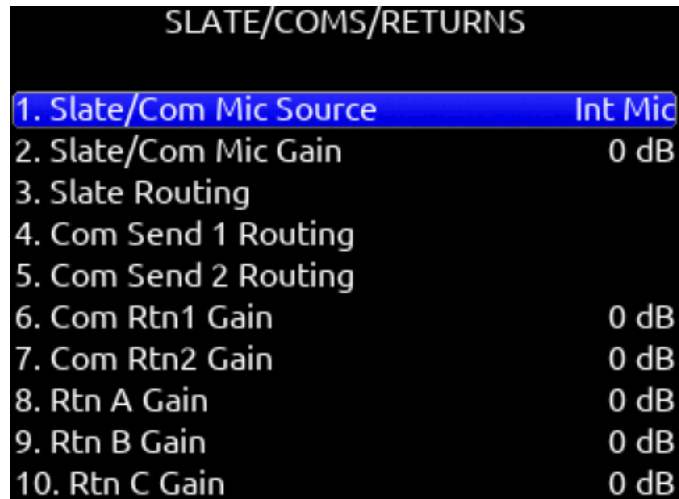 SLATE/COMS/RETURNS
1. Slate/Com Mic Source Int Mic
2. Slate/Com Mic Gain 0 dB
3. Slate Routing
4. Com Send 1 Routing
5. Com Send 2 Routing
6. Com Rtn1 Gain 0 dB
7. Com Rtn2 Gain 0 dB
8. Rtn A Gain 0 dB
9. Rtn B Gain 0 dB
10. Rtn C Gain 0 dB